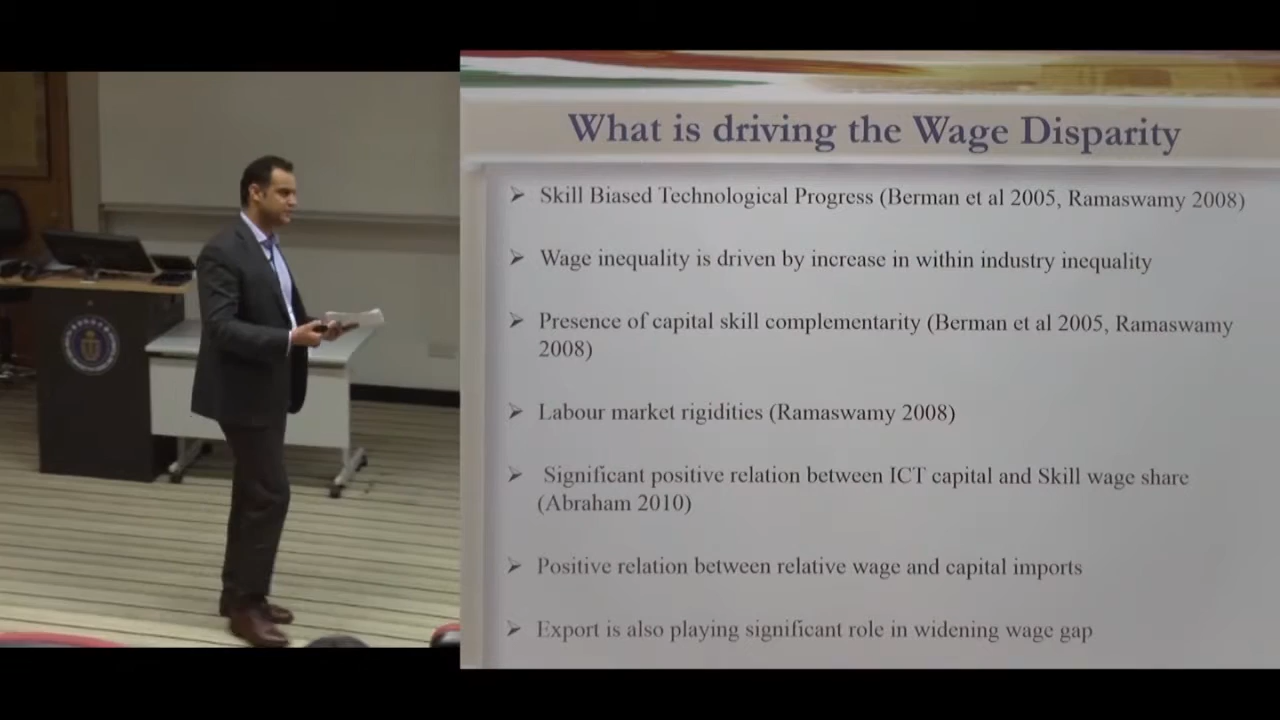 What is driving the Wage Disparity
➢ Skill Biased Technological Progress (Berman et al 2005, Ramaswamy 2008)
➢ Wage inequality is driven by increase in within industry inequality
➢ Presence of capital skill complementarity (Berman et al 2005, Ramaswamy
2008)
➢ Labour market rigidities (Ramaswamy 2008)
➢ Significant positive relation between ICT capital and Skill wage share
(Abraham 2010)
➢ Positive relation between relative wage and capital imports
➢ Export is also playing significant role in widening wage gap